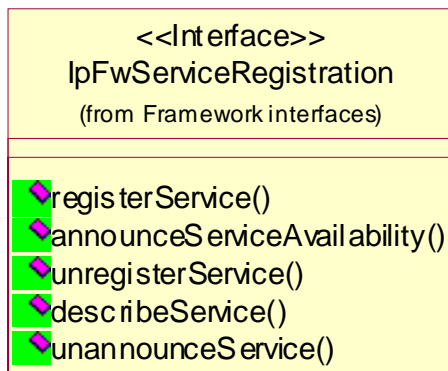 <<Interface>>
IpFwServiceRegistration
(from Framework interfaces)
registerService()
announceServiceAvailability()
unregisterService()
describeService()
unannounceService()